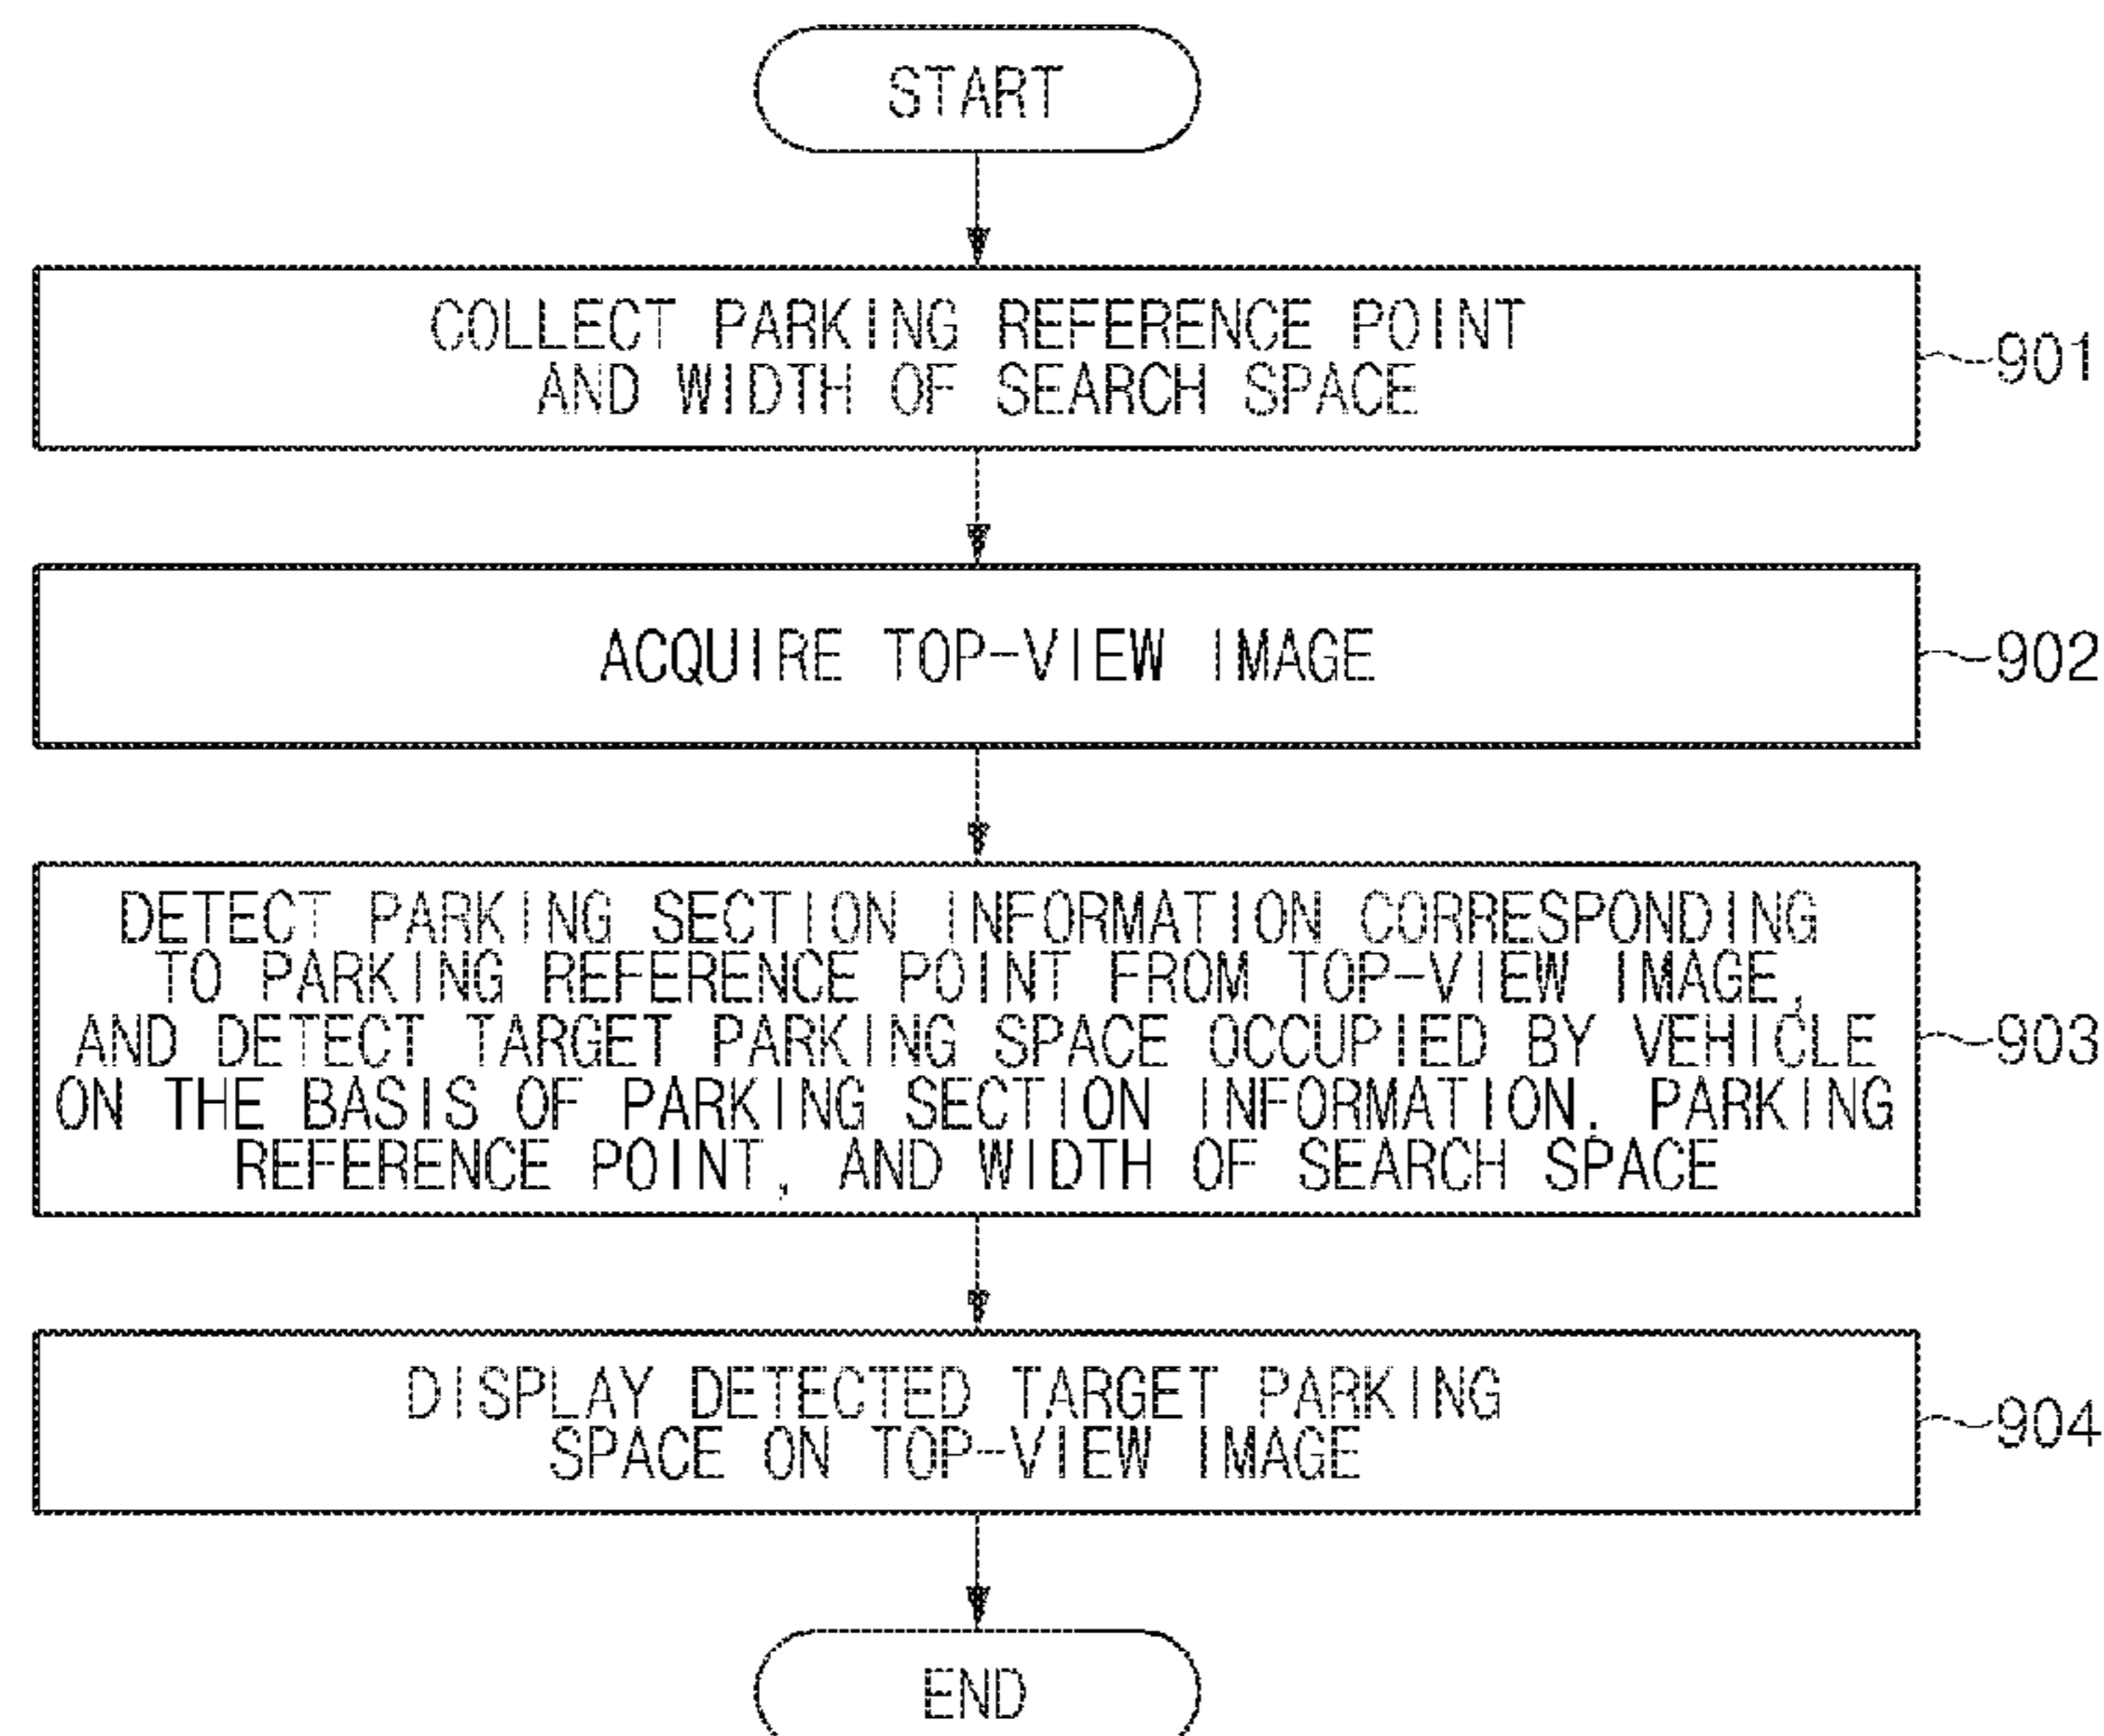 START
COLLECT PARKING REFERENCE POINT
AND WIDTH OF SEARCH SPACE
901
ACQUIRE TOP-VIEW IMAGE
902
DETECT PARKING SECTION INFORMATION CORRESPONDING
TO PARKING REFERENCE POINT FROM TOP-VIEW IMAGE,
AND DETECT TARGET PARKING SPACE OCCUPIED BY VEHICLE
ON THE BASIS OF PARKING SECTION INFORMATION. PARKING
REFERENCE POINT, AND WIDTH OF SEARCH SPACE
903
DISPLAY DETECTED TARGET PARKING
SPACE ON TOP-VIEW IMAGE
904
END